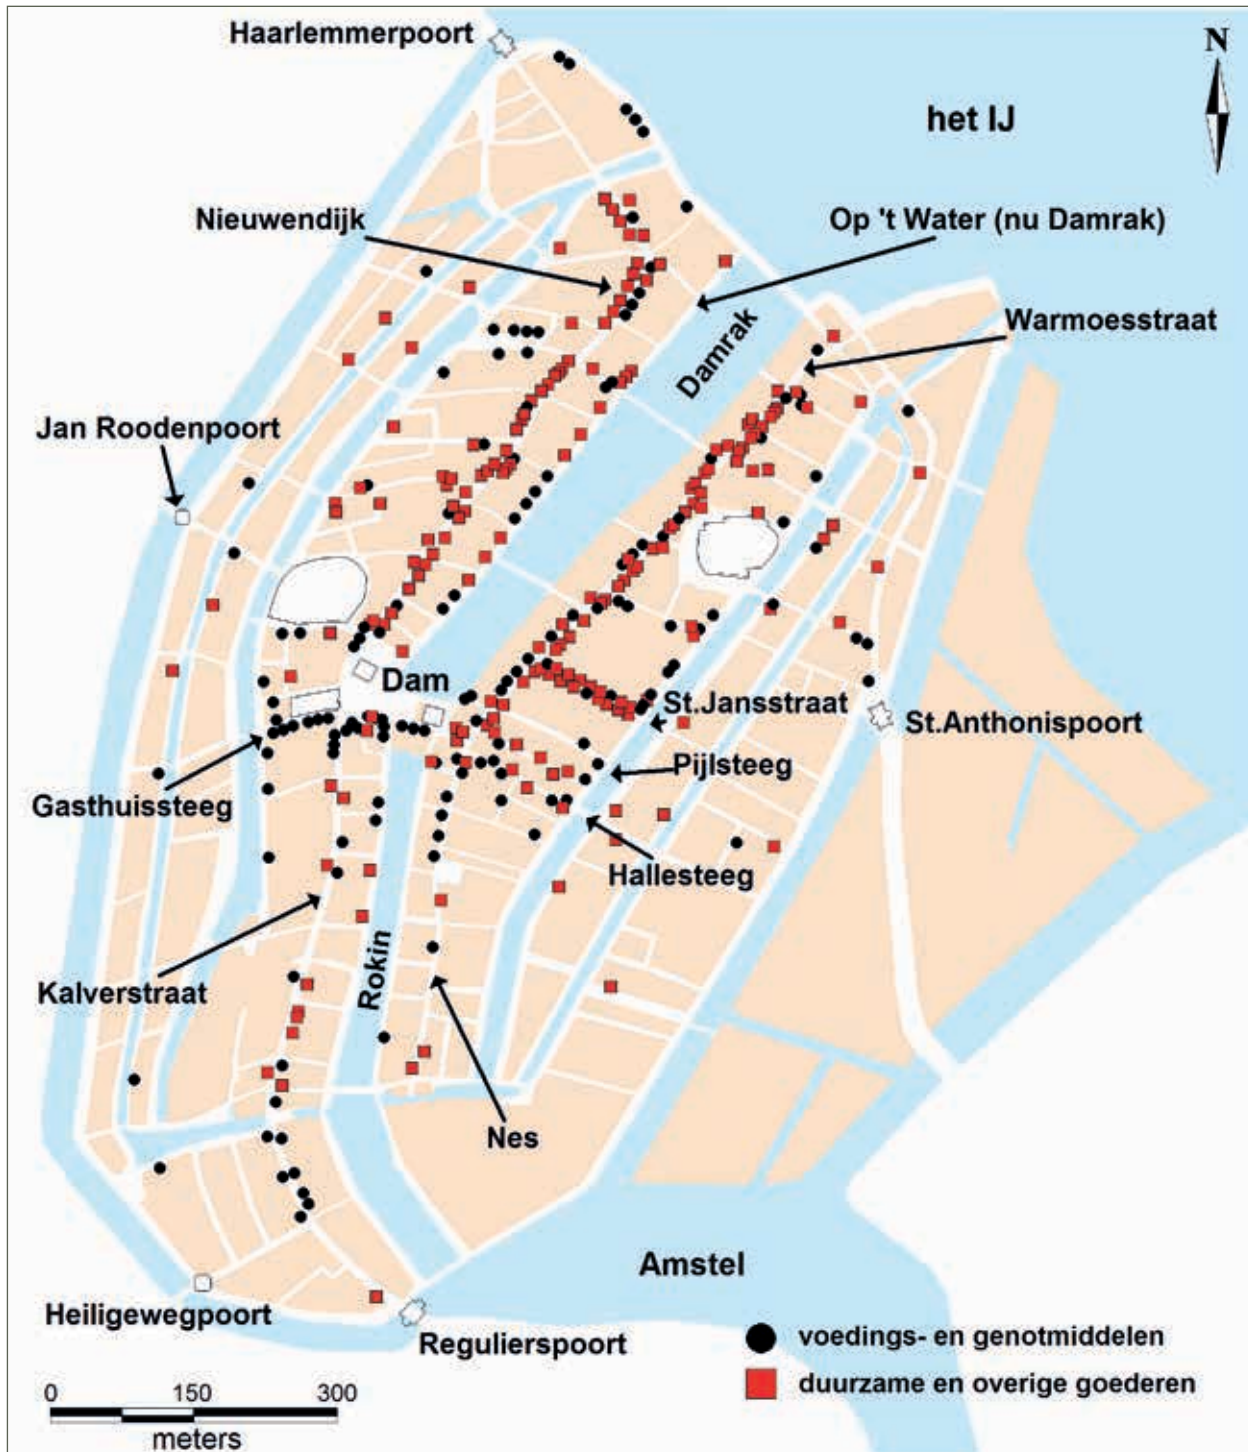 Haarlemmerpoort
N
het IJ
Nieuwendijk
Op 't Water (nu Damrak)
Warmoesstraat
Damrak
Jan Roodenpoort
Dam
St.Jansstraat
St.Anthonispoort
Pijlsteeg
Gasthuissteeg
Hallesteeg
Kalverstraat
Rokin
Nes
Amstel
Heiligewegpoort
Regulierspoort
voedings- en genotmiddelen
duurzame en overige goederen
0 150 300
meters